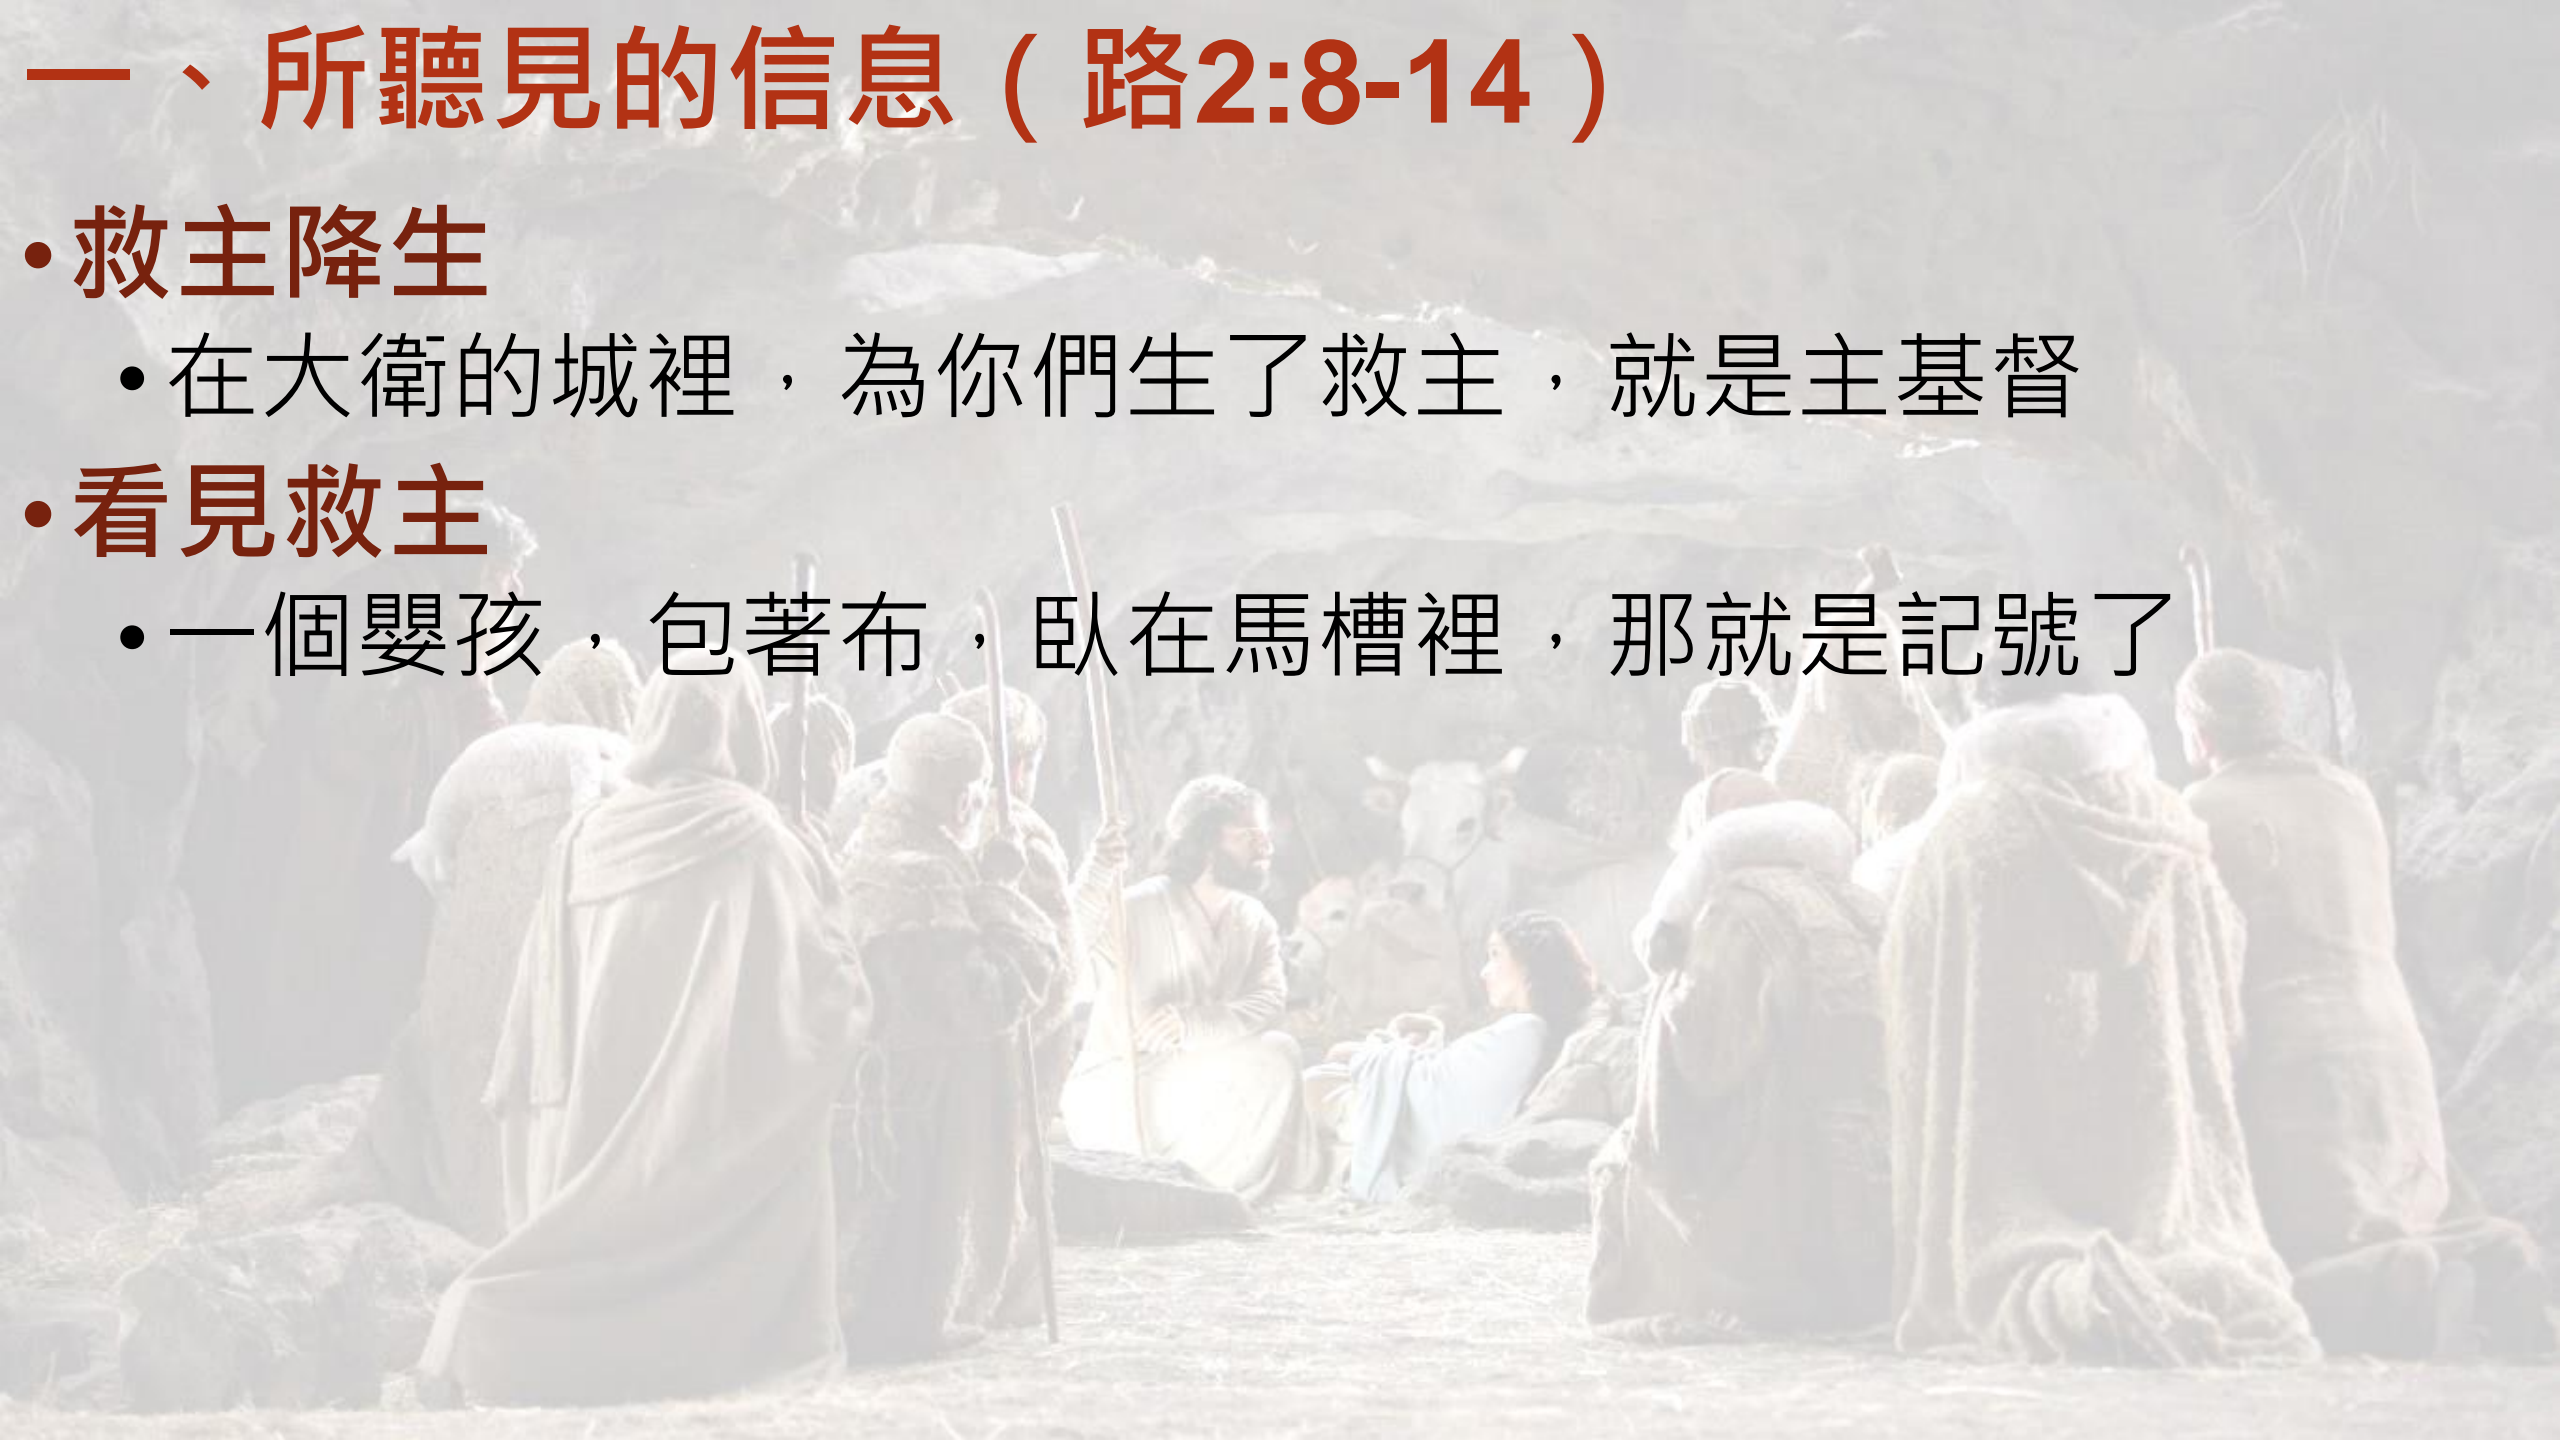 一、所聽見的信息（路2:8-14）
•救主降生
•在大衛的城裡，為你們生了救主，就是主基督
•看見救主
•一個嬰孩，包著布，臥在馬槽裡，那就是記號了